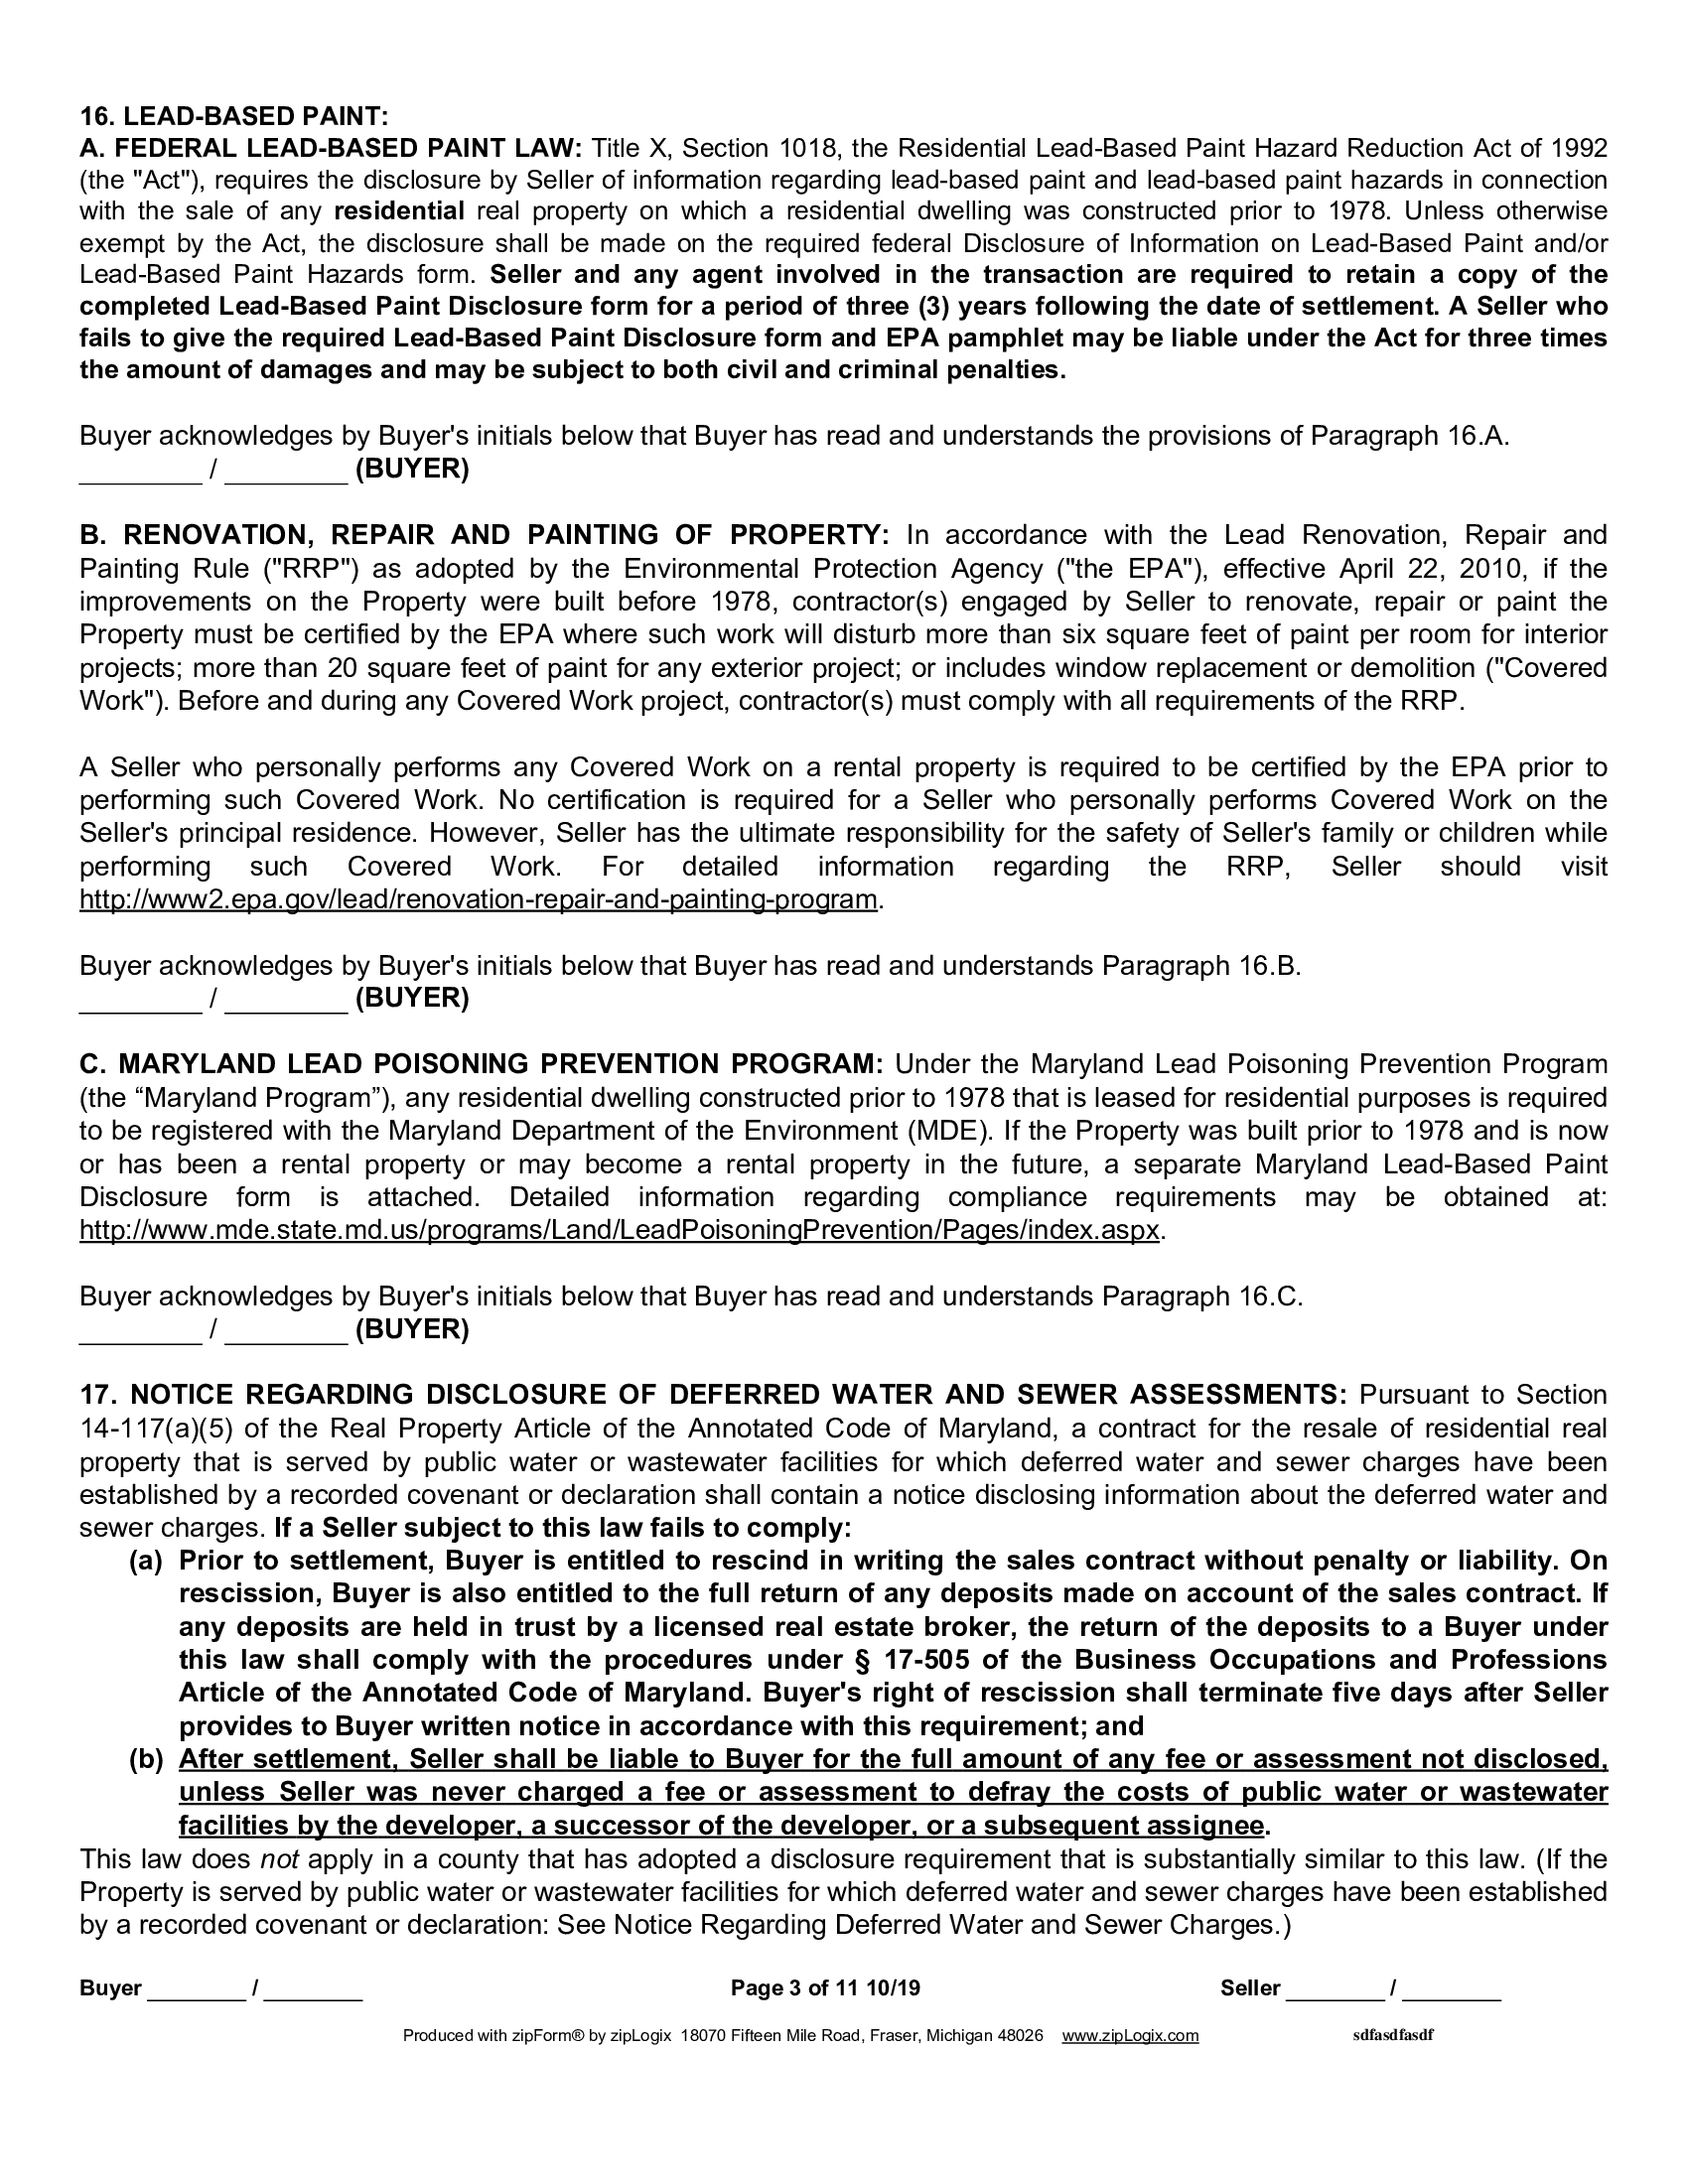 16. LEAD-BASED PAINT:
A. FEDERAL LEAD-BASED PAINT LAW: Title X, Section 1018, the Residential Lead-Based Paint Hazard Reduction Act of 1992
(the "Act"), requires the disclosure by Seller of information regarding lead-based paint and lead-based paint hazards in connection
with the sale of any residential real property on which a residential dwelling was constructed prior to 1978. Unless otherwise
exempt by the Act, the disclosure shall be made on the required federal Disclosure of Information on Lead-Based Paint and/or
Lead-Based Paint Hazards form. Seller and any agent involved in the transaction are required to retain a copy of the
completed Lead-Based Paint Disclosure form for a period of three (3) years following the date of settlement. A Seller who
fails to give the required Lead-Based Paint Disclosure form and EPA pamphlet may be liable under the Act for three times
the amount of damages and may be subject to both civil and criminal penalties.
Buyer acknowledges by Buyer's initials below that Buyer has read and understands the provisions of Paragraph 16.A.
________ / ________ (BUYER)
B. RENOVATION, REPAIR AND PAINTING OF PROPERTY: In accordance with the Lead Renovation, Repair and
Painting Rule ("RRP") as adopted by the Environmental Protection Agency ("the EPA"), effective April 22, 2010, if the
improvements on the Property were built before 1978, contractor(s) engaged by Seller to renovate, repair or paint the
Property must be certified by the EPA where such work will disturb more than six square feet of paint per room for interior
projects; more than 20 square feet of paint for any exterior project; or includes window replacement or demolition ("Covered
Work"). Before and during any Covered Work project, contractor(s) must comply with all requirements of the RRP.
A Seller who personally performs any Covered Work on a rental property is required to be certified by the EPA prior to
performing such Covered Work. No certification is required for a Seller who personally performs Covered Work on the
Seller's principal residence. However, Seller has the ultimate responsibility for the safety of Seller's family or children while
performing such Covered Work. For detailed information regarding the RRP, Seller should visit
http://www2.epa.gov/lead/renovation-repair-and-painting-program.
Buyer acknowledges by Buyer's initials below that Buyer has read and understands Paragraph 16.B.
________ / ________ (BUYER)
C. MARYLAND LEAD POISONING PREVENTION PROGRAM: Under the Maryland Lead Poisoning Prevention Program
(the “Maryland Program”), any residential dwelling constructed prior to 1978 that is leased for residential purposes is required
to be registered with the Maryland Department of the Environment (MDE). If the Property was built prior to 1978 and is now
or has been a rental property or may become a rental property in the future, a separate Maryland Lead-Based Paint
Disclosure form is attached. Detailed information regarding compliance requirements may be obtained at:
http://www.mde.state.md.us/programs/Land/LeadPoisoningPrevention/Pages/index.aspx.
Buyer acknowledges by Buyer's initials below that Buyer has read and understands Paragraph 16.C.
________ / ________ (BUYER)
17. NOTICE REGARDING DISCLOSURE OF DEFERRED WATER AND SEWER ASSESSMENTS: Pursuant to Section
14-117(a)(5) of the Real Property Article of the Annotated Code of Maryland, a contract for the resale of residential real
property that is served by public water or wastewater facilities for which deferred water and sewer charges have been
established by a recorded covenant or declaration shall contain a notice disclosing information about the deferred water and
sewer charges. If a Seller subject to this law fails to comply:
(a) Prior to settlement, Buyer is entitled to rescind in writing the sales contract without penalty or liability. On
rescission, Buyer is also entitled to the full return of any deposits made on account of the sales contract. If
any deposits are held in trust by a licensed real estate broker, the return of the deposits to a Buyer under
this law shall comply with the procedures under § 17-505 of the Business Occupations and Professions
Article of the Annotated Code of Maryland. Buyer's right of rescission shall terminate five days after Seller
provides to Buyer written notice in accordance with this requirement; and
(b) After settlement, Seller shall be liable to Buyer for the full amount of any fee or assessment not disclosed,
unless Seller was never charged a fee or assessment to defray the costs of public water or wastewater
facilities by the developer, a successor of the developer, or a subsequent assignee.
This law does not apply in a county that has adopted a disclosure requirement that is substantially similar to this law. (If the
Property is served by public water or wastewater facilities for which deferred water and sewer charges have been established
by a recorded covenant or declaration: See Notice Regarding Deferred Water and Sewer Charges.)
Buyer ________ / ________ Page 3 of 11 10/19 Seller ________ / ________
Produced with zipForm® by zipLogix 18070 Fifteen Mile Road, Fraser, Michigan 48026 www.zipLogix.com sdfasdfasdf